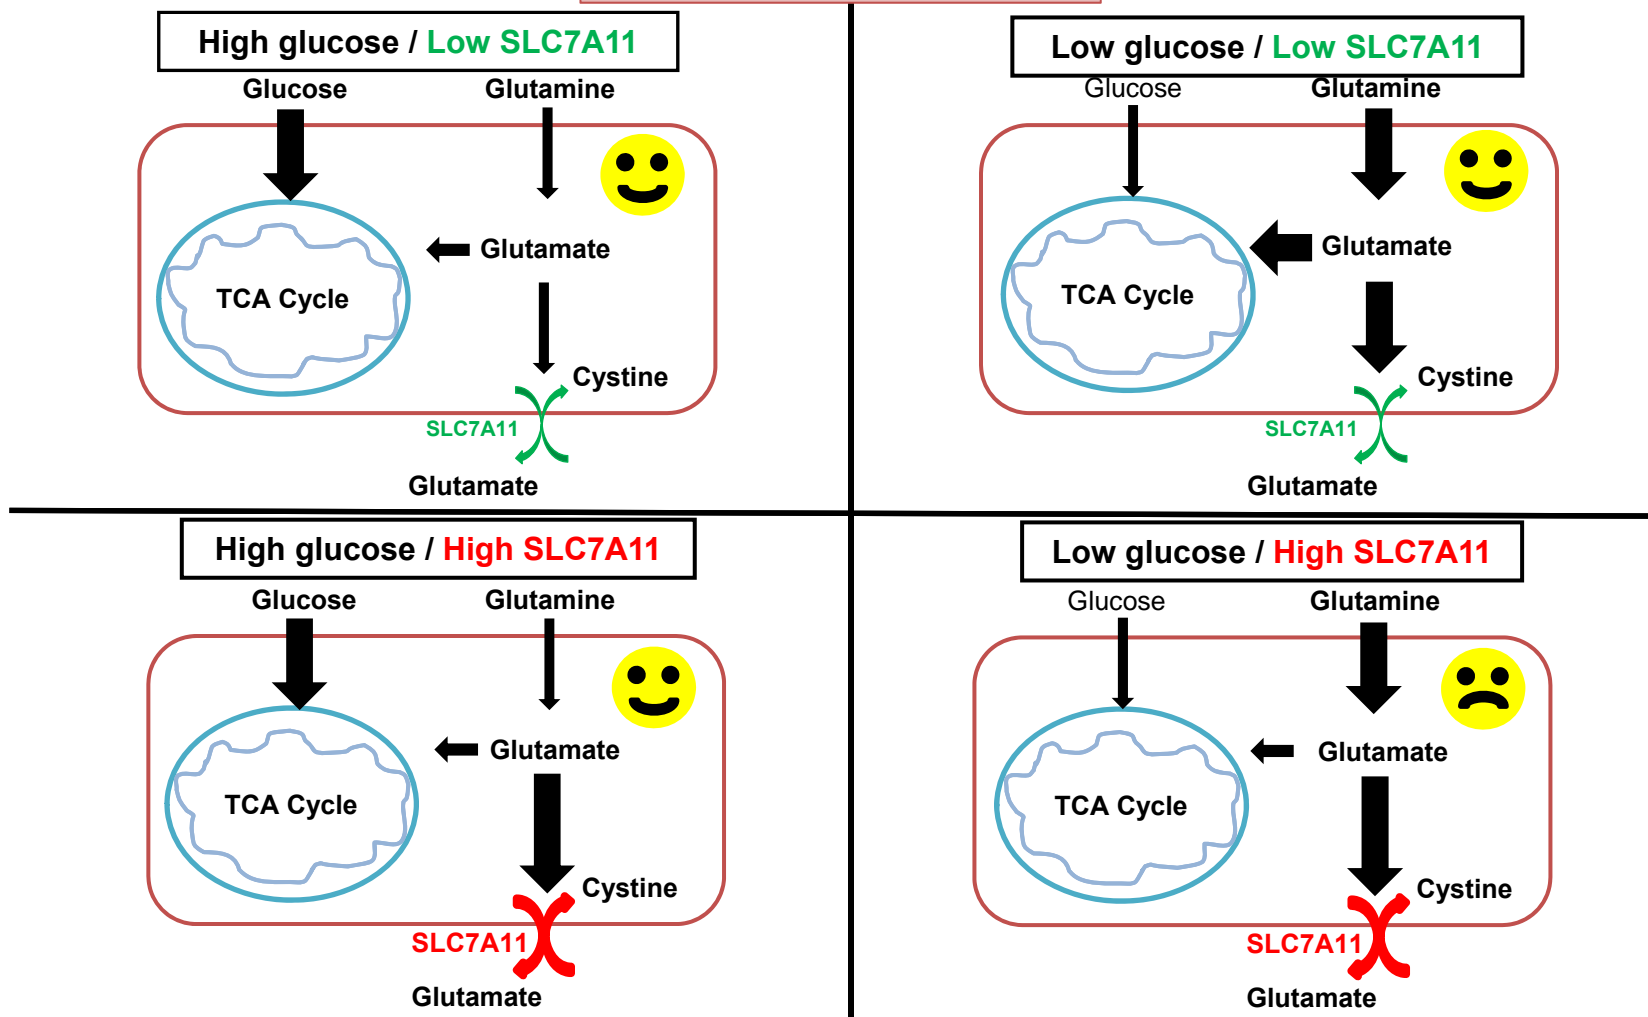 High glucose / Low SLC7A11
Glucose
Glutamine
Glutamate
TCA Cycle
Cystine
SLC7A11
Glutamate
Low glucose / Low SLC7A11
Glucose
Glutamine
Glutamate
TCA Cycle
Cystine
SLC7A11
Glutamate
High glucose / High SLC7A11
Glucose
Glutamine
Glutamate
TCA Cycle
Cystine
SLC7A11
Glutamate
Low glucose / High SLC7A11
Glucose
Glutamine
Glutamate
TCA Cycle
Cystine
SLC7A11
Glutamate